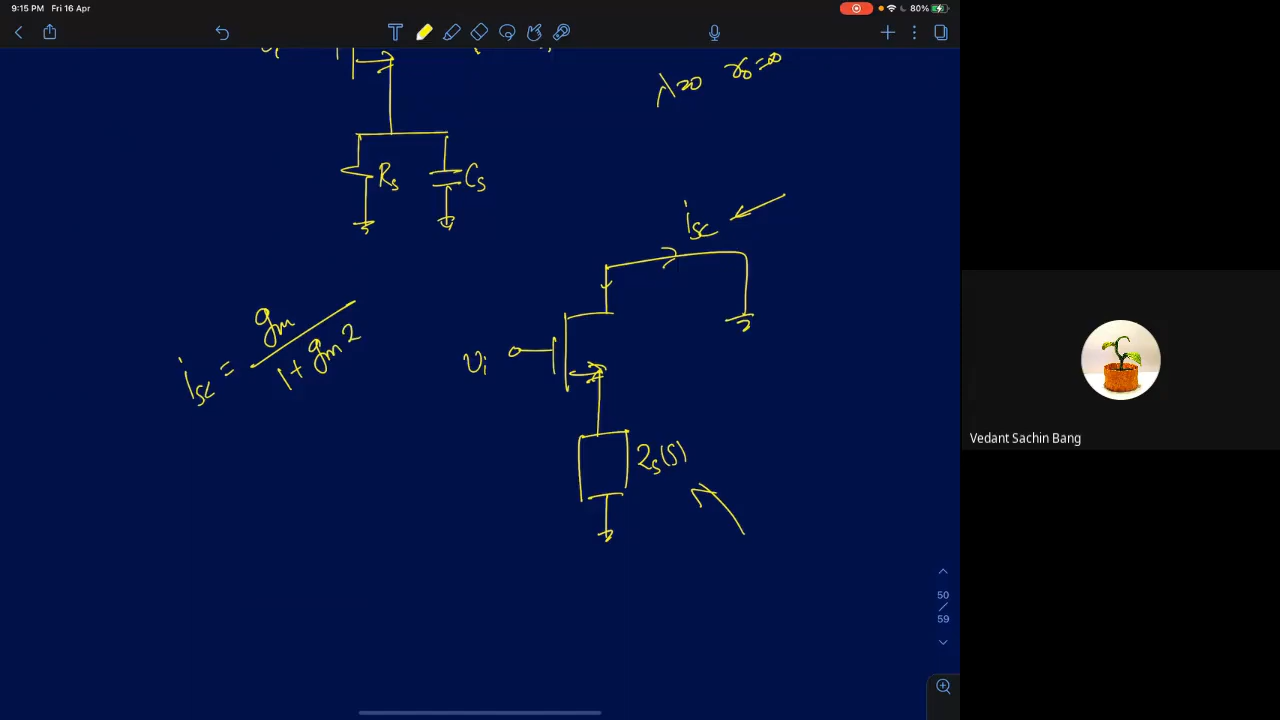 9:15 PM Fri 16 Apr
80%
λ=0 r₀=∞
Rs
Cs
isc
isc = gm / 1 + gm Z
vi
Zs(s)
Vedant Sachin Bang
50
/
59